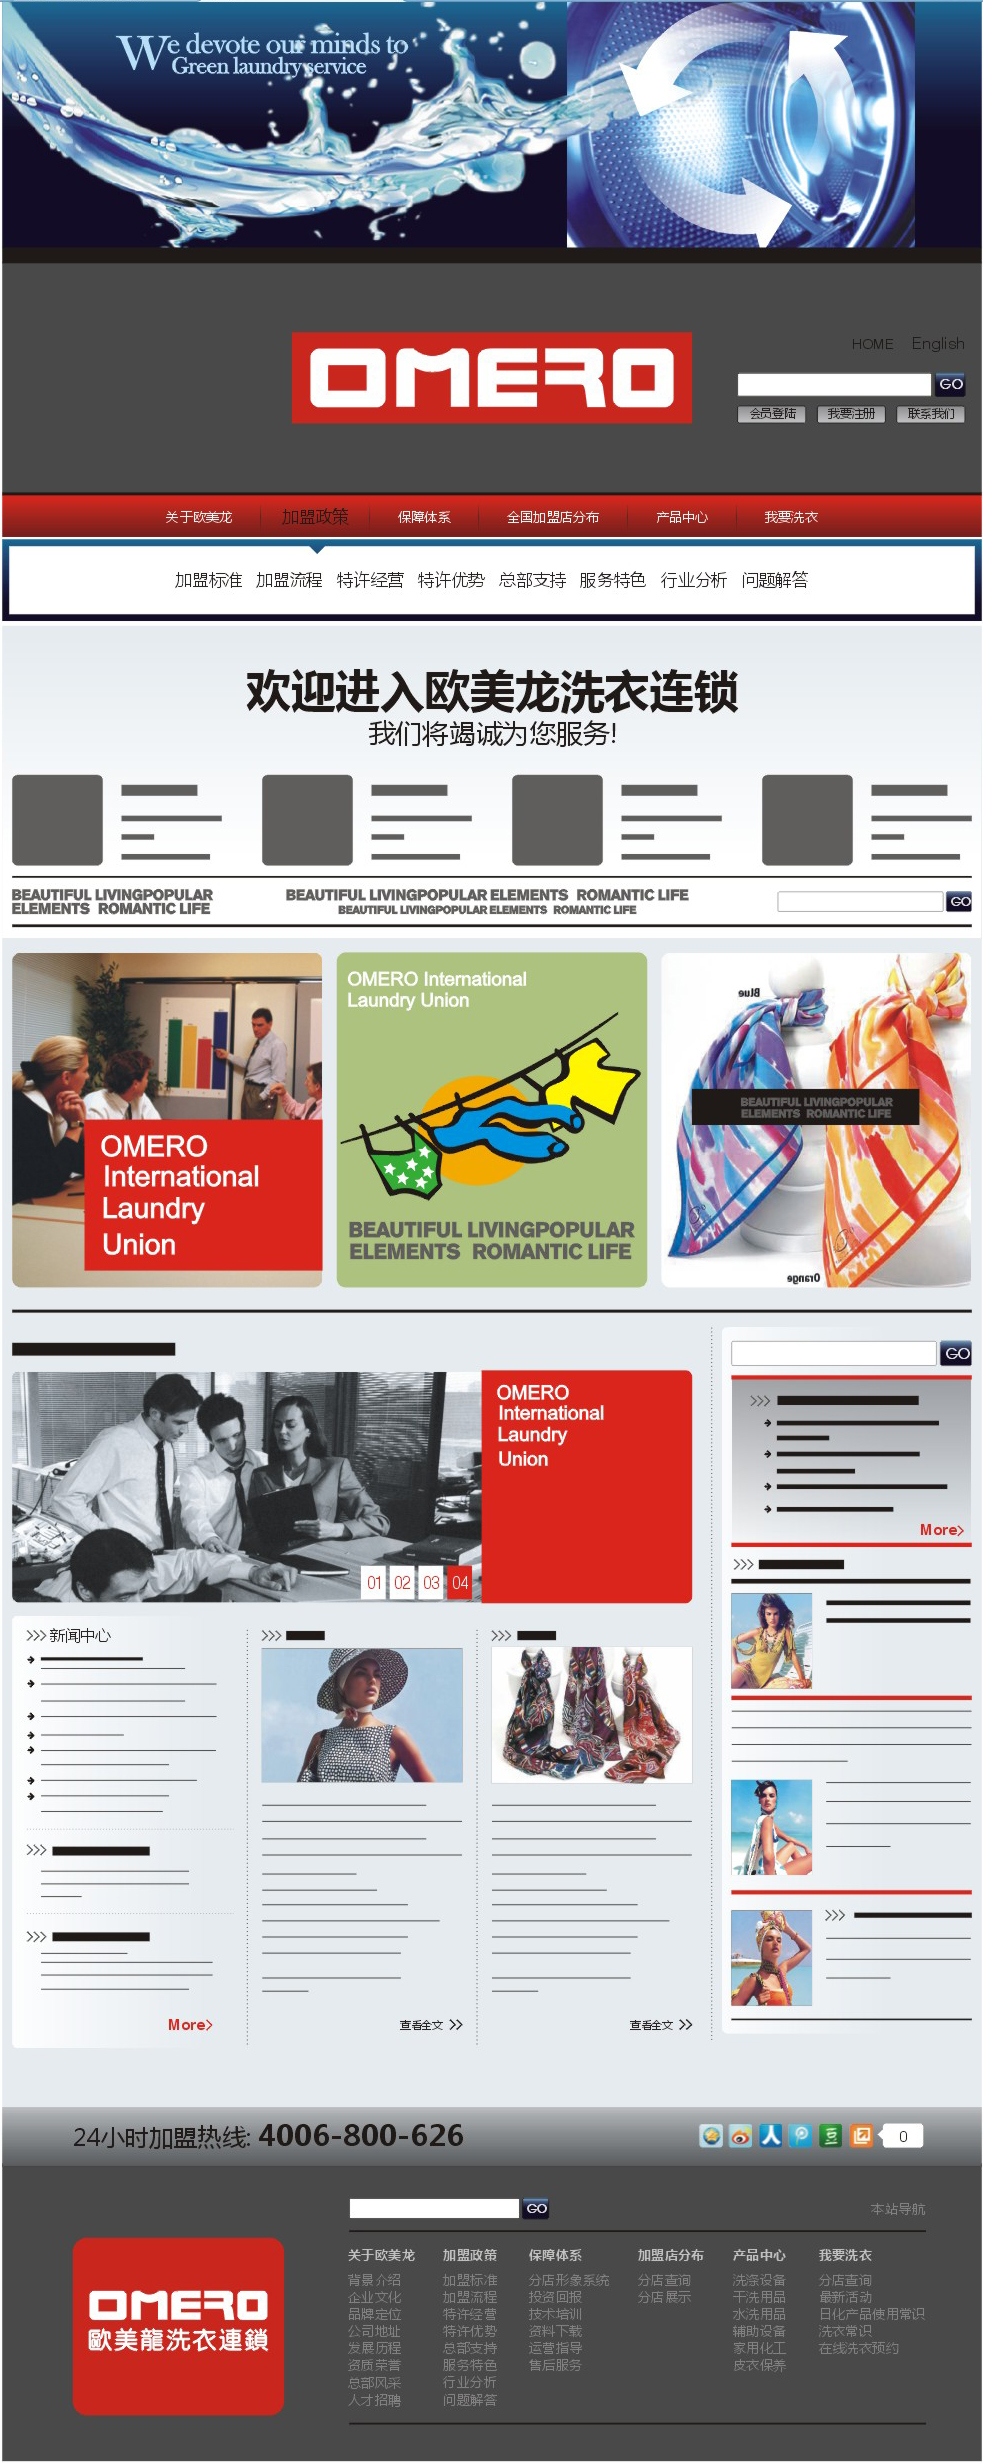 We devote our minds to
Green laundry service
OMERO
HOME English
GO
会员登陆 我要注册 联系我们
关于欧美龙 加盟政策 保障体系 全国加盟店分布 产品中心 我要洗衣
加盟标准 加盟流程 特许经营 特许优势 总部支持 服务特色 行业分析 问题解答
欢迎进入欧美龙洗衣连锁
我们将竭诚为您服务!
BEAUTIFUL LIVINGPOPULAR
ELEMENTS ROMANTIC LIFE
BEAUTIFUL LIVINGPOPULAR ELEMENTS ROMANTIC LIFE
BEAUTIFUL LIVINGPOPULAR ELEMENTS ROMANTIC LIFE
GO
OMERO
International
Laundry
Union
OMERO International
Laundry Union
BEAUTIFUL LIVINGPOPULAR
ELEMENTS ROMANTIC LIFE
Blue
BEAUTIFUL LIVINGPOPULAR
ELEMENTS ROMANTIC LIFE
Orange
GO
OMERO
International
Laundry
Union
01 02 03 04
More>
>>> 新闻中心
More>
查看全文 >>
查看全文 >>
24小时加盟热线: 4006-800-626
0
GO
本站导航
OMERO
歐美龍洗衣連鎖
关于欧美龙 加盟政策 保障体系 加盟店分布 产品中心 我要洗衣
背景介绍 加盟标准 分店形象系统 分店查询 洗涤设备 分店查询
企业文化 加盟流程 投资回报 分店展示 干洗用品 最新活动
品牌定位 特许经营 技术培训 水洗用品 日化产品使用常识
公司地址 特许优势 资料下载 辅助设备 洗衣常识
发展历程 总部支持 运营指导 家用化工 在线洗衣预约
资质荣誉 服务特色 售后服务 皮衣保养
总部风采 行业分析
人才招聘 问题解答